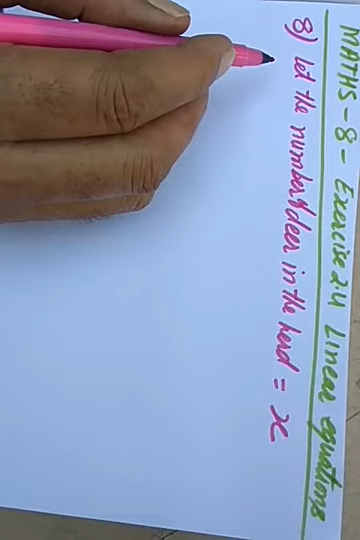 MATHS - 8 - Exercise 2.4 Linear equations
8) Let the number of deer in the herd = x